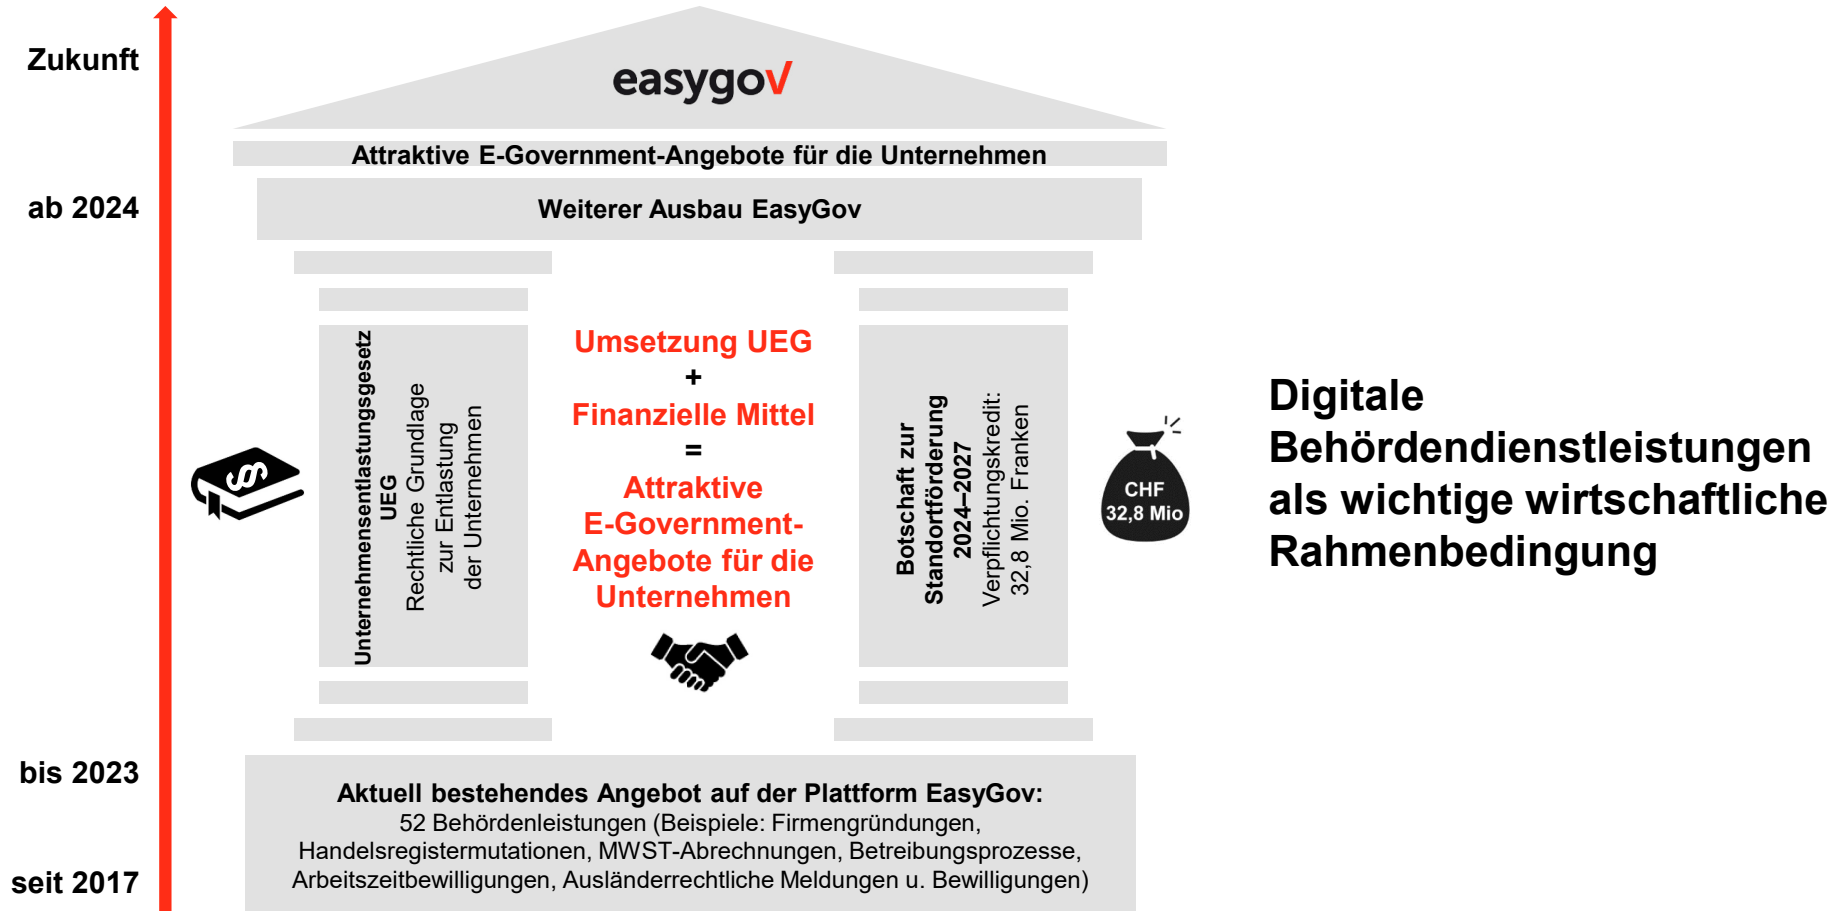 Zukunft
easygov
Attraktive E-Government-Angebote für die Unternehmen
ab 2024
Weiterer Ausbau EasyGov
Unternehmensentlastungsgesetz
UEG
Rechtliche Grundlage
zur Entlastung
der Unternehmen
§
Umsetzung UEG
+
Finanzielle Mittel
=
Attraktive
E-Government-
Angebote für die
Unternehmen
Botschaft zur
Standortförderung
2024–2027
Verpflichtungskredit:
32,8 Mio. Franken
CHF
32,8 Mio
Digitale
Behördendienstleistungen
als wichtige wirtschaftliche
Rahmenbedingung
bis 2023
Aktuell bestehendes Angebot auf der Plattform EasyGov:
52 Behördenleistungen (Beispiele: Firmengründungen,
Handelsregistermutationen, MWST-Abrechnungen, Betreibungsprozesse,
Arbeitszeitbewilligungen, Ausländerrechtliche Meldungen u. Bewilligungen)
seit 2017